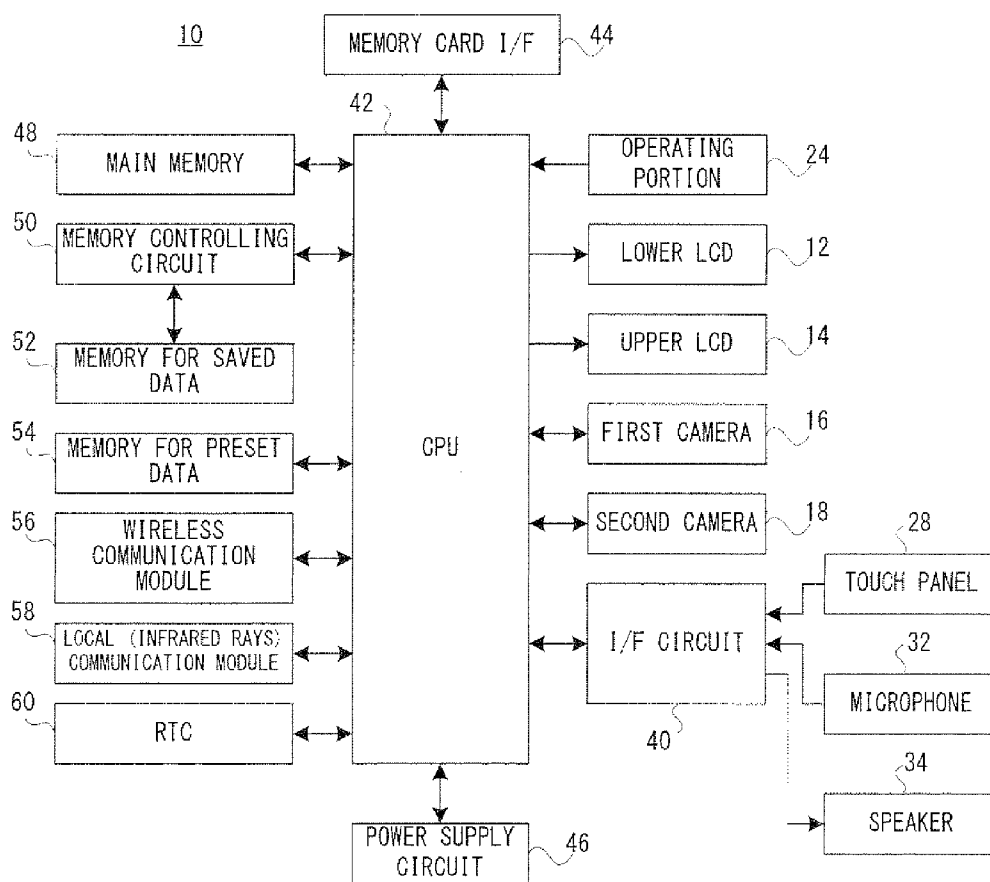 10
MEMORY CARD I/F
44
42
48
MAIN MEMORY
OPERATING
PORTION
24
50
MEMORY CONTROLLING
CIRCUIT
LOWER LCD
12
52
MEMORY FOR SAVED
DATA
UPPER LCD
14
54
MEMORY FOR PRESET
DATA
CPU
FIRST CAMERA
16
56
WIRELESS
COMMUNICATION
MODULE
SECOND CAMERA
18
28
TOUCH PANEL
58
LOCAL (INFRARED RAYS)
COMMUNICATION MODULE
I/F CIRCUIT
40
32
MICROPHONE
60
RTC
34
SPEAKER
POWER SUPPLY
CIRCUIT
46